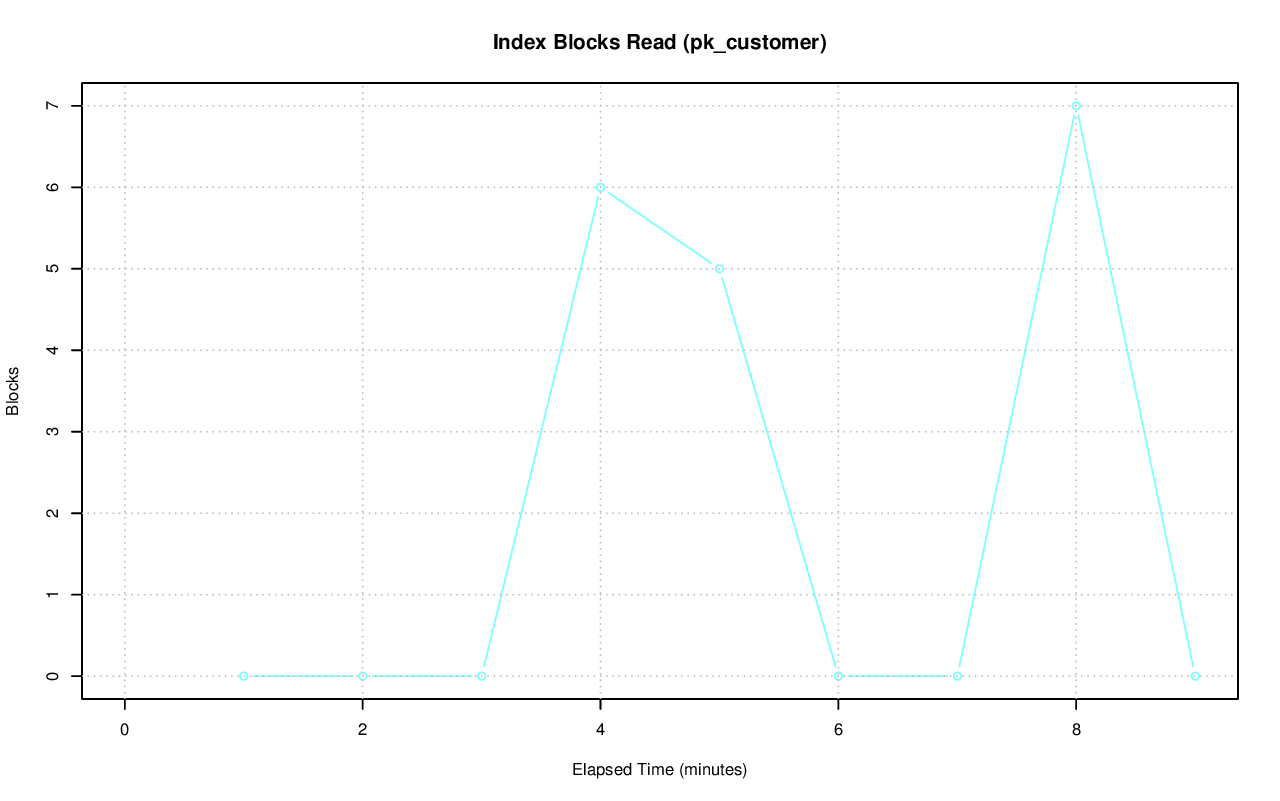 Index Blocks Read (pk_customer)
7
6
5
4
3
2
1
0
Blocks
0 2 4 6 8
Elapsed Time (minutes)